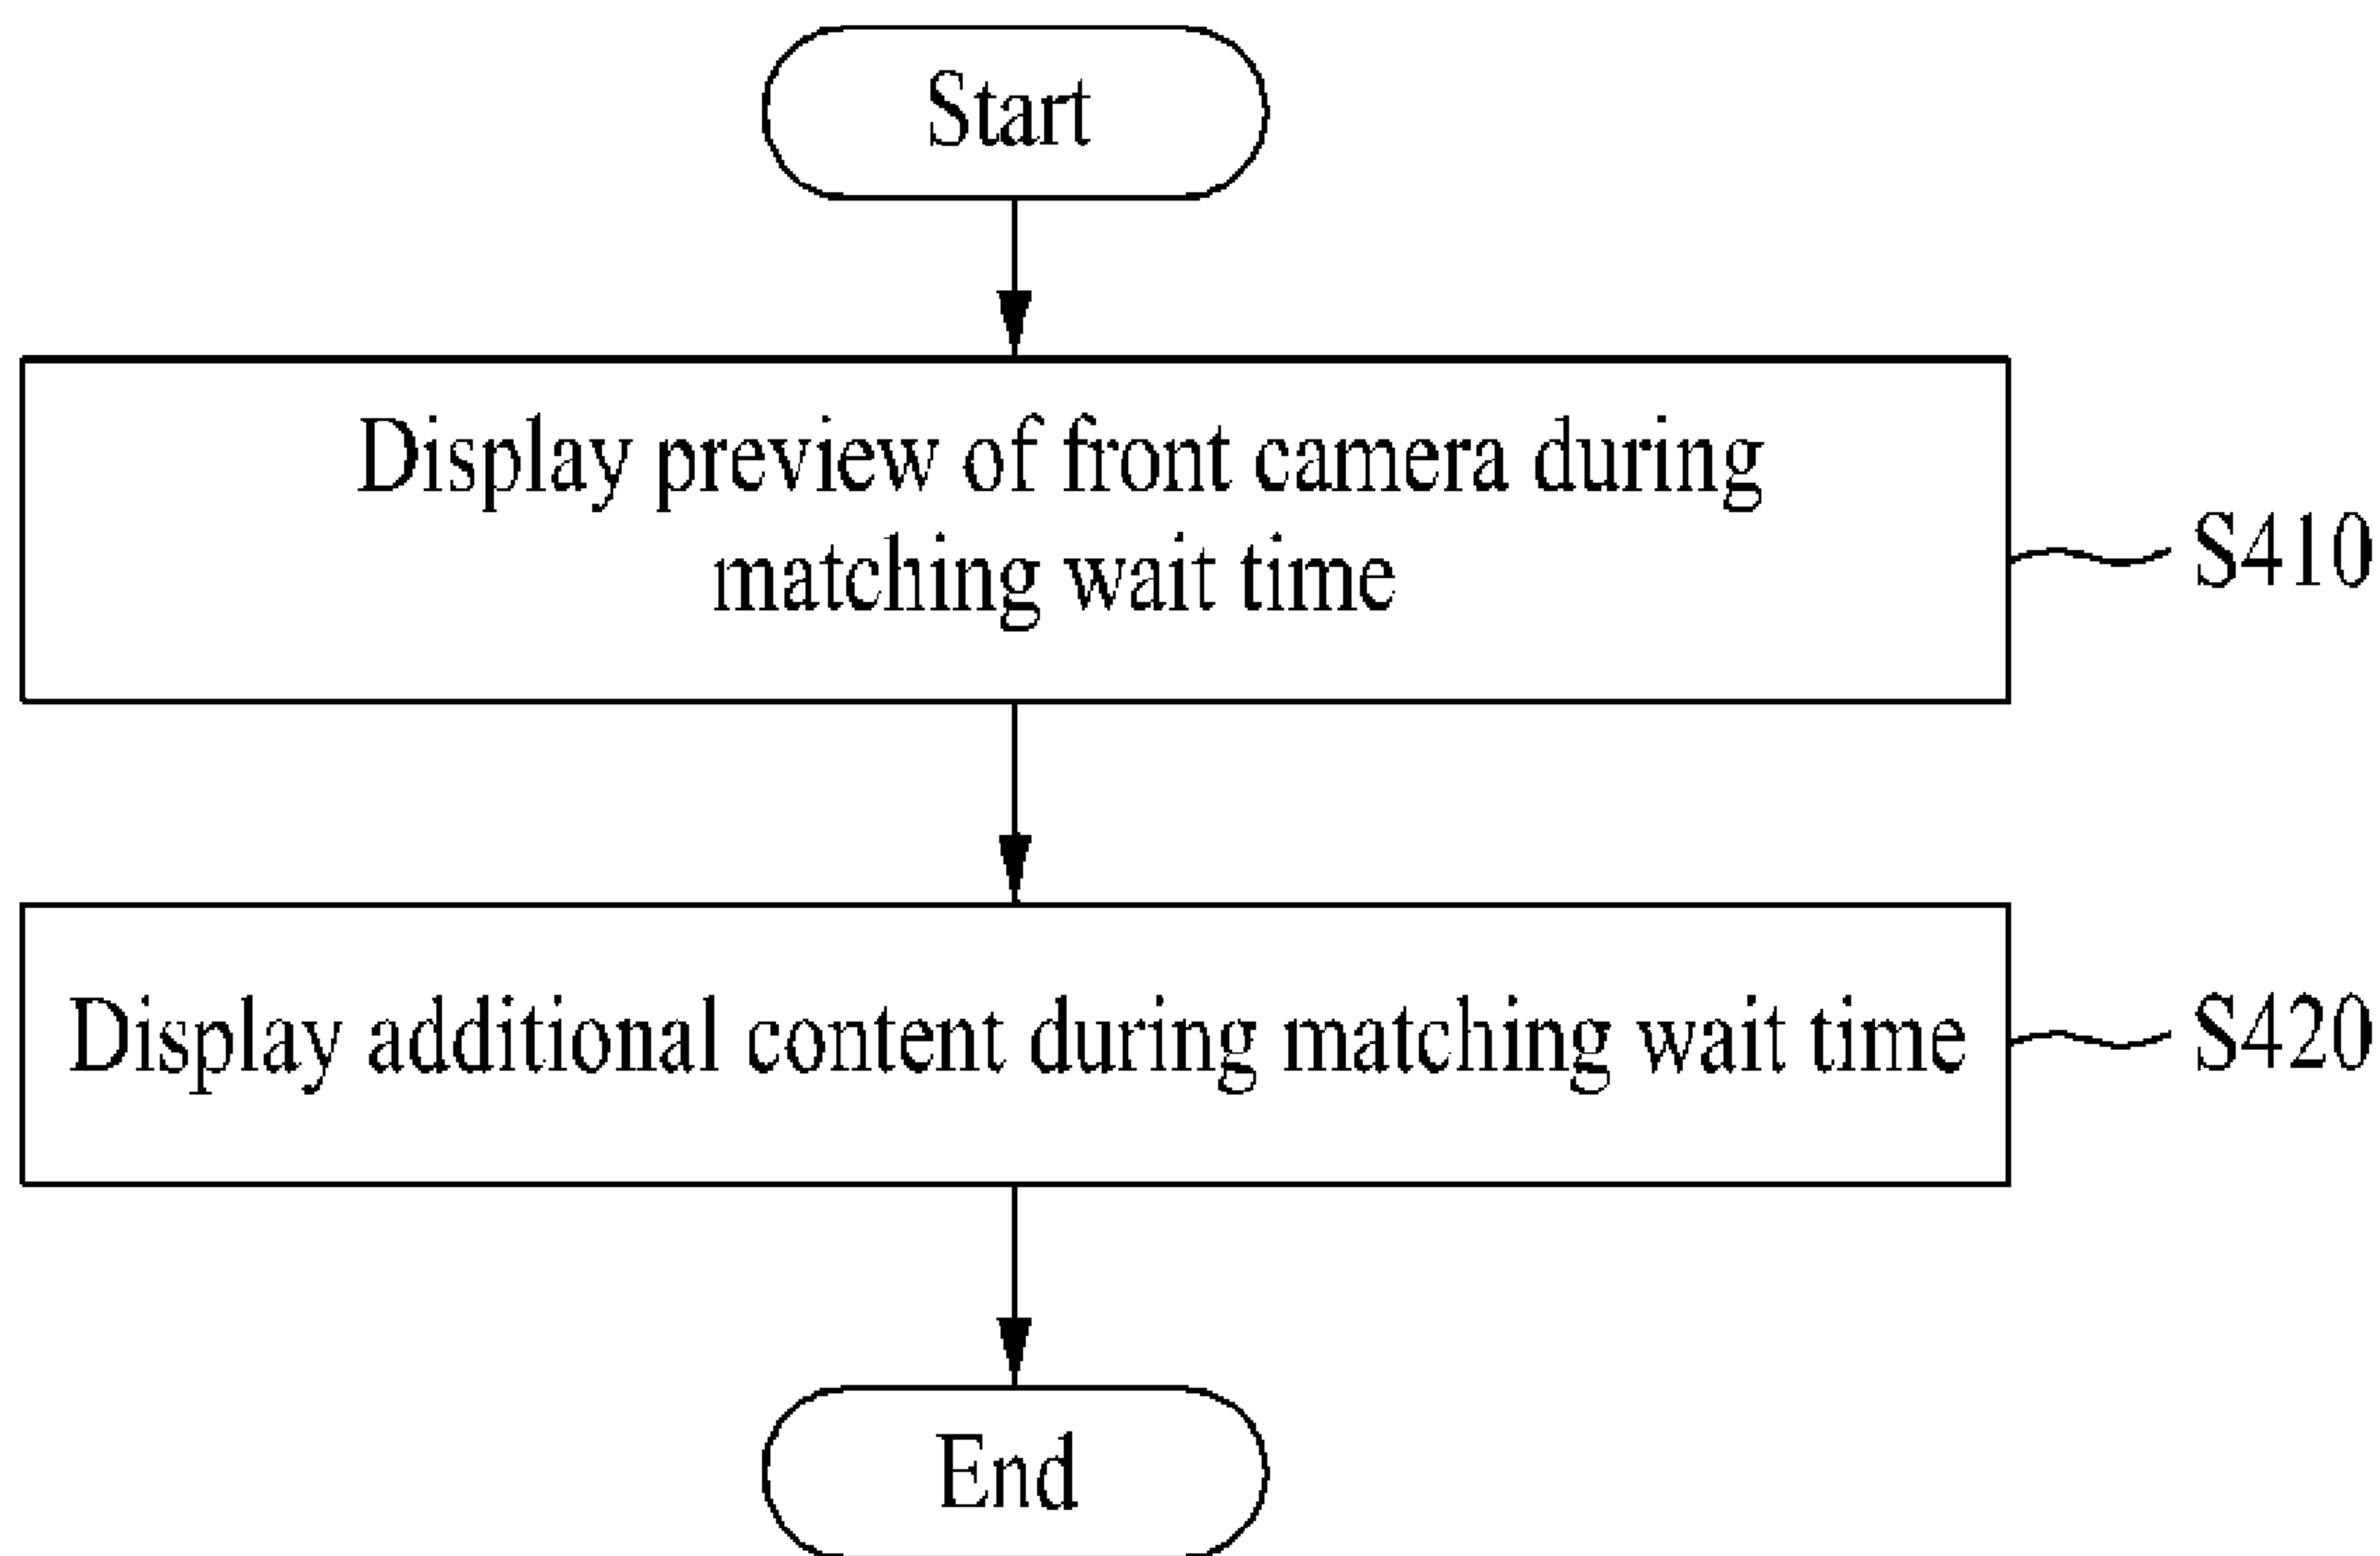 Start
Display preview of front camera during
matching wait time
S410
Display additional content during matching wait time
S420
End